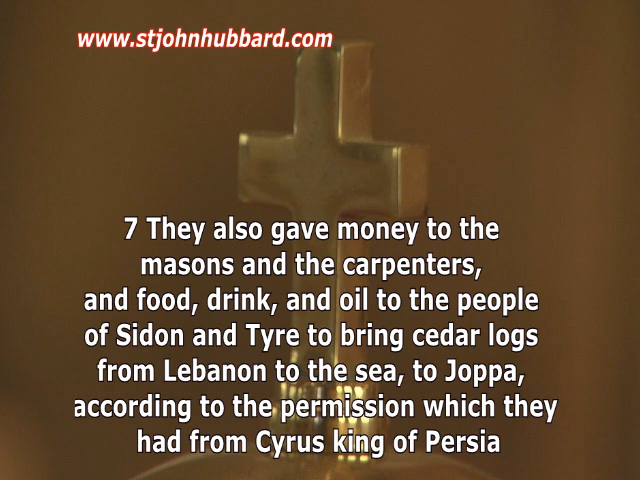 www.stjohnhubbard.com
7 They also gave money to the
masons and the carpenters,
and food, drink, and oil to the people
of Sidon and Tyre to bring cedar logs
from Lebanon to the sea, to Joppa,
according to the permission which they
had from Cyrus king of Persia